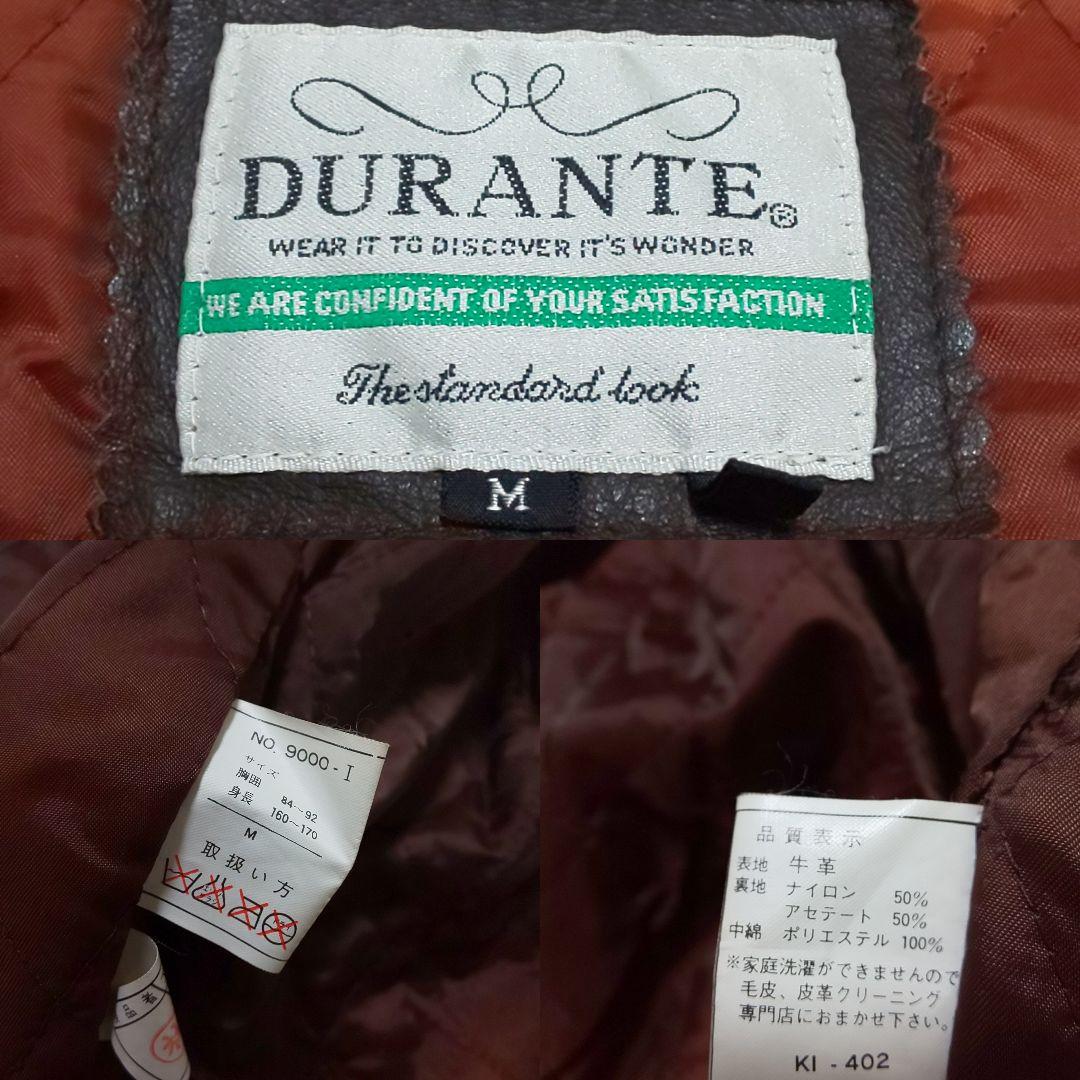 DURANTE®
WEAR IT TO DISCOVER IT'S WONDER
WE ARE CONFIDENT OF YOUR SATISFACTION
The standard look
M
NO. 9000-I
サイズ
胸囲 84～92
身長 160～170
M
取扱い方
品質表示
表地 牛革
裏地 ナイロン 50%
アセテート 50%
中綿 ポリエステル 100%
※家庭洗濯ができませんので
毛皮、皮革クリーニング
専門店におまかせ下さい。
KI-402